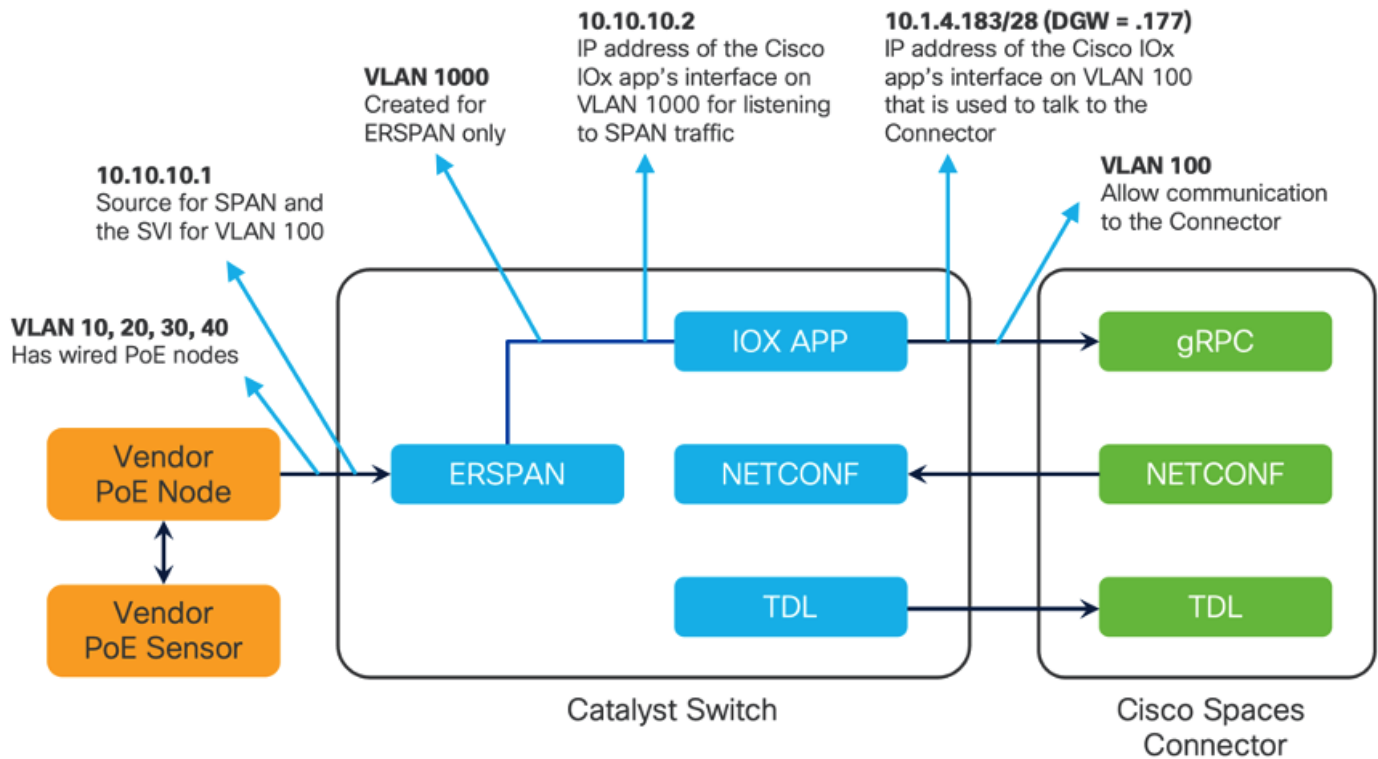 10.10.10.2
IP address of the Cisco
IOx app's interface on
VLAN 1000 for listening
to SPAN traffic
10.1.4.183/28 (DGW = .177)
IP address of the Cisco IOx
app's interface on VLAN 100
that is used to talk to the
Connector
VLAN 1000
Created for
ERSPAN only
10.10.10.1
Source for SPAN and
the SVI for VLAN 100
VLAN 100
Allow communication
to the Connector
VLAN 10, 20, 30, 40
Has wired PoE nodes
IOX APP
gRPC
Vendor
PoE Node
ERSPAN
NETCONF
NETCONF
Vendor
PoE Sensor
TDL
TDL
Catalyst Switch
Cisco Spaces
Connector